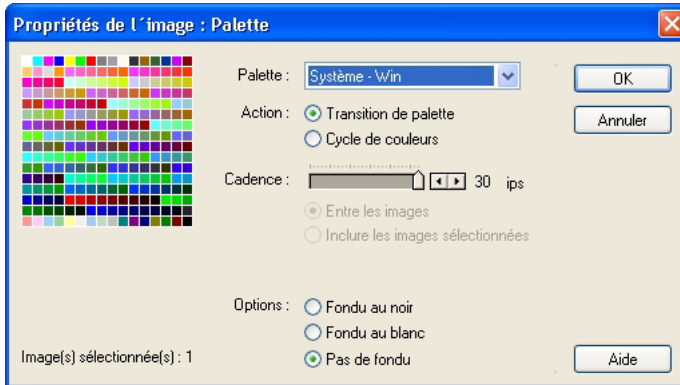 Propriétés de l´image : Palette
Palette : Système - Win
OK
Action : Transition de palette
Annuler
Cycle de couleurs
Cadence : 30 ips
Entre les images
Inclure les images sélectionnées
Options : Fondu au noir
Fondu au blanc
Image(s) sélectionnée(s) : 1
Pas de fondu
Aide